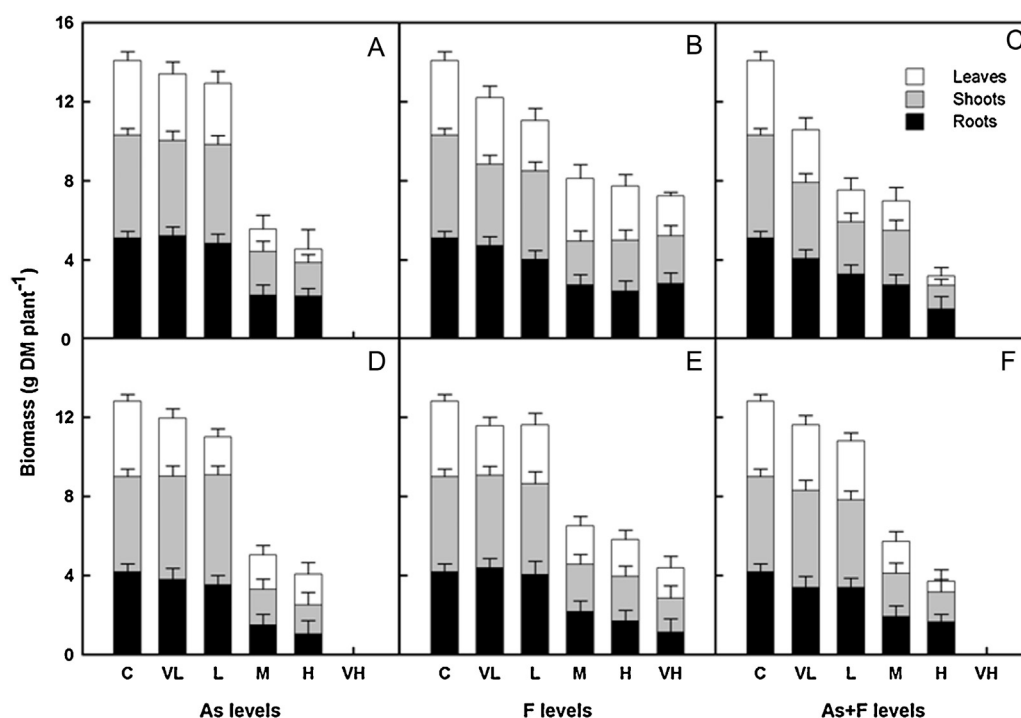 16
A
B
C
Leaves
Shoots
Roots
12
8
4
0
D
E
F
12
8
4
0
Biomass (g DM plant⁻¹)
C VL L M H VH C VL L M H VH C VL L M H VH
As levels F levels As+F levels